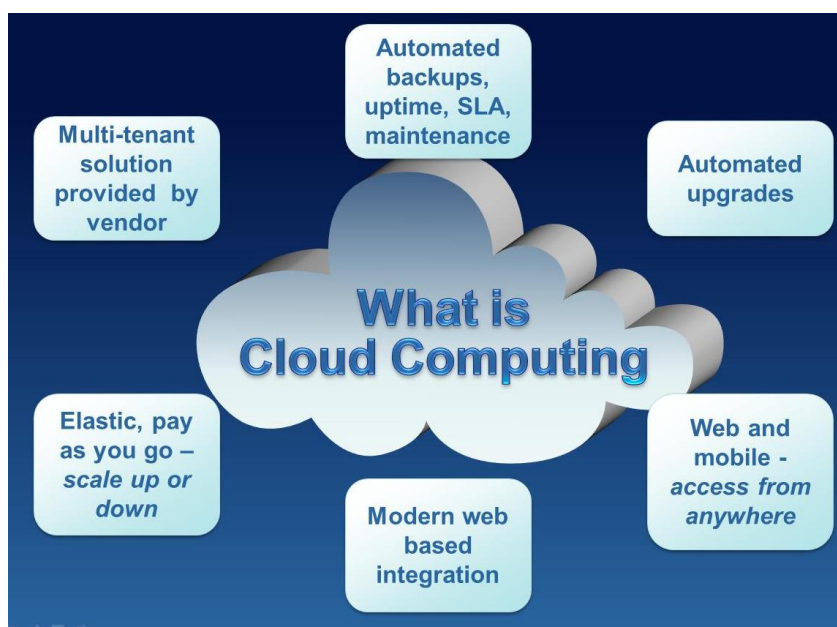 Automated
backups,
uptime, SLA,
maintenance
Multi-tenant
solution
provided by
vendor
Automated
upgrades
What is
Cloud Computing
Elastic, pay
as you go –
scale up or
down
Web and
mobile -
access from
anywhere
Modern web
based
integration